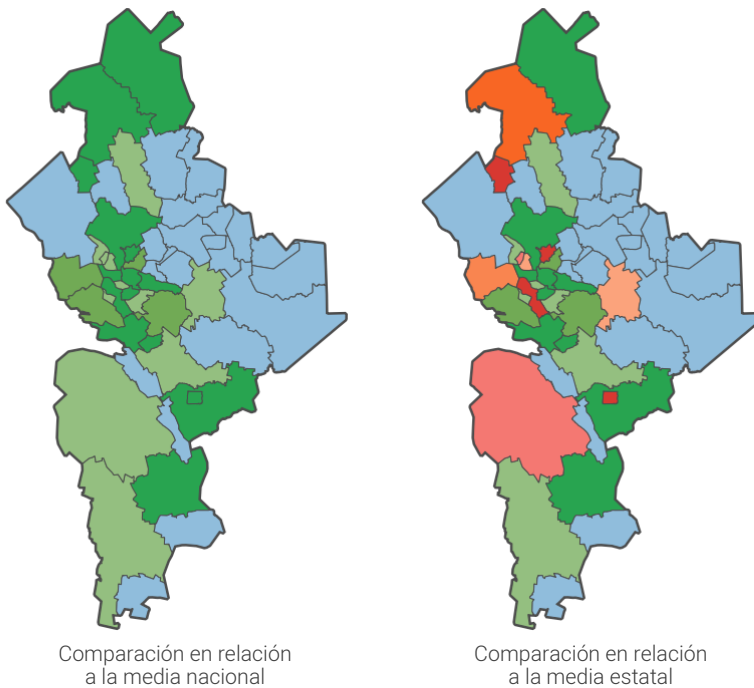 Comparación en relación
a la media nacional
Comparación en relación
a la media estatal